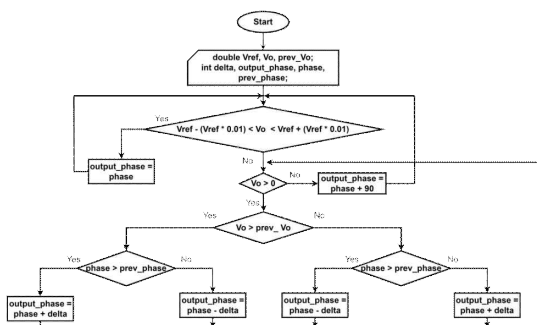 Start
double Vref, Vo, prev_Vo;
int delta, output_phase, phase,
prev_phase;
Yes
Vref - (Vref * 0.01) < Vo < Vref + (Vref * 0.01)
output_phase =
phase
No
Vo > 0
No
output_phase =
phase + 90
Yes
Yes
Vo > prev_ Vo
No
Yes
phase > prev_phase
No
Yes
phase > prev_phase
No
output_phase =
phase + delta
output_phase =
phase - delta
output_phase =
phase - delta
output_phase =
phase + delta